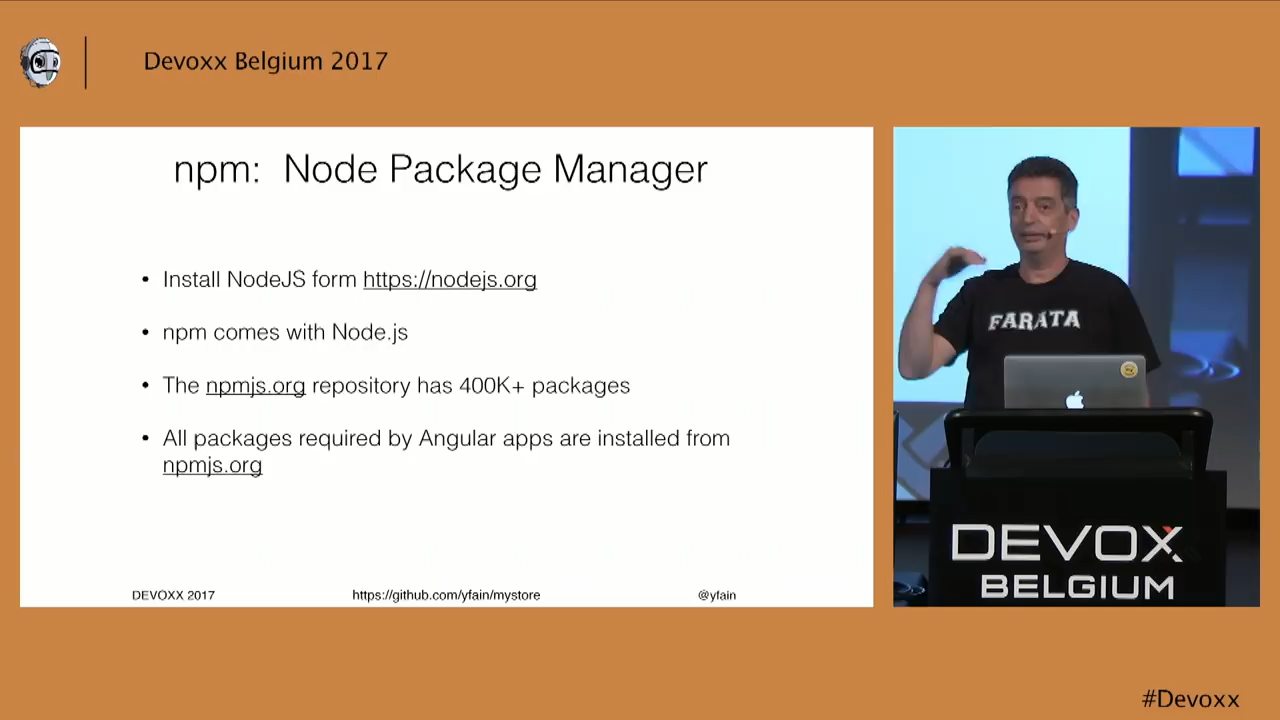 Devoxx Belgium 2017
npm: Node Package Manager
• Install NodeJS form https://nodejs.org
• npm comes with Node.js
• The npmjs.org repository has 400K+ packages
• All packages required by Angular apps are installed from
npmjs.org
DEVOXX 2017
https://github.com/yfain/mystore
@yfain
FARATA
DEVOXX
BELGIUM
#Devoxx